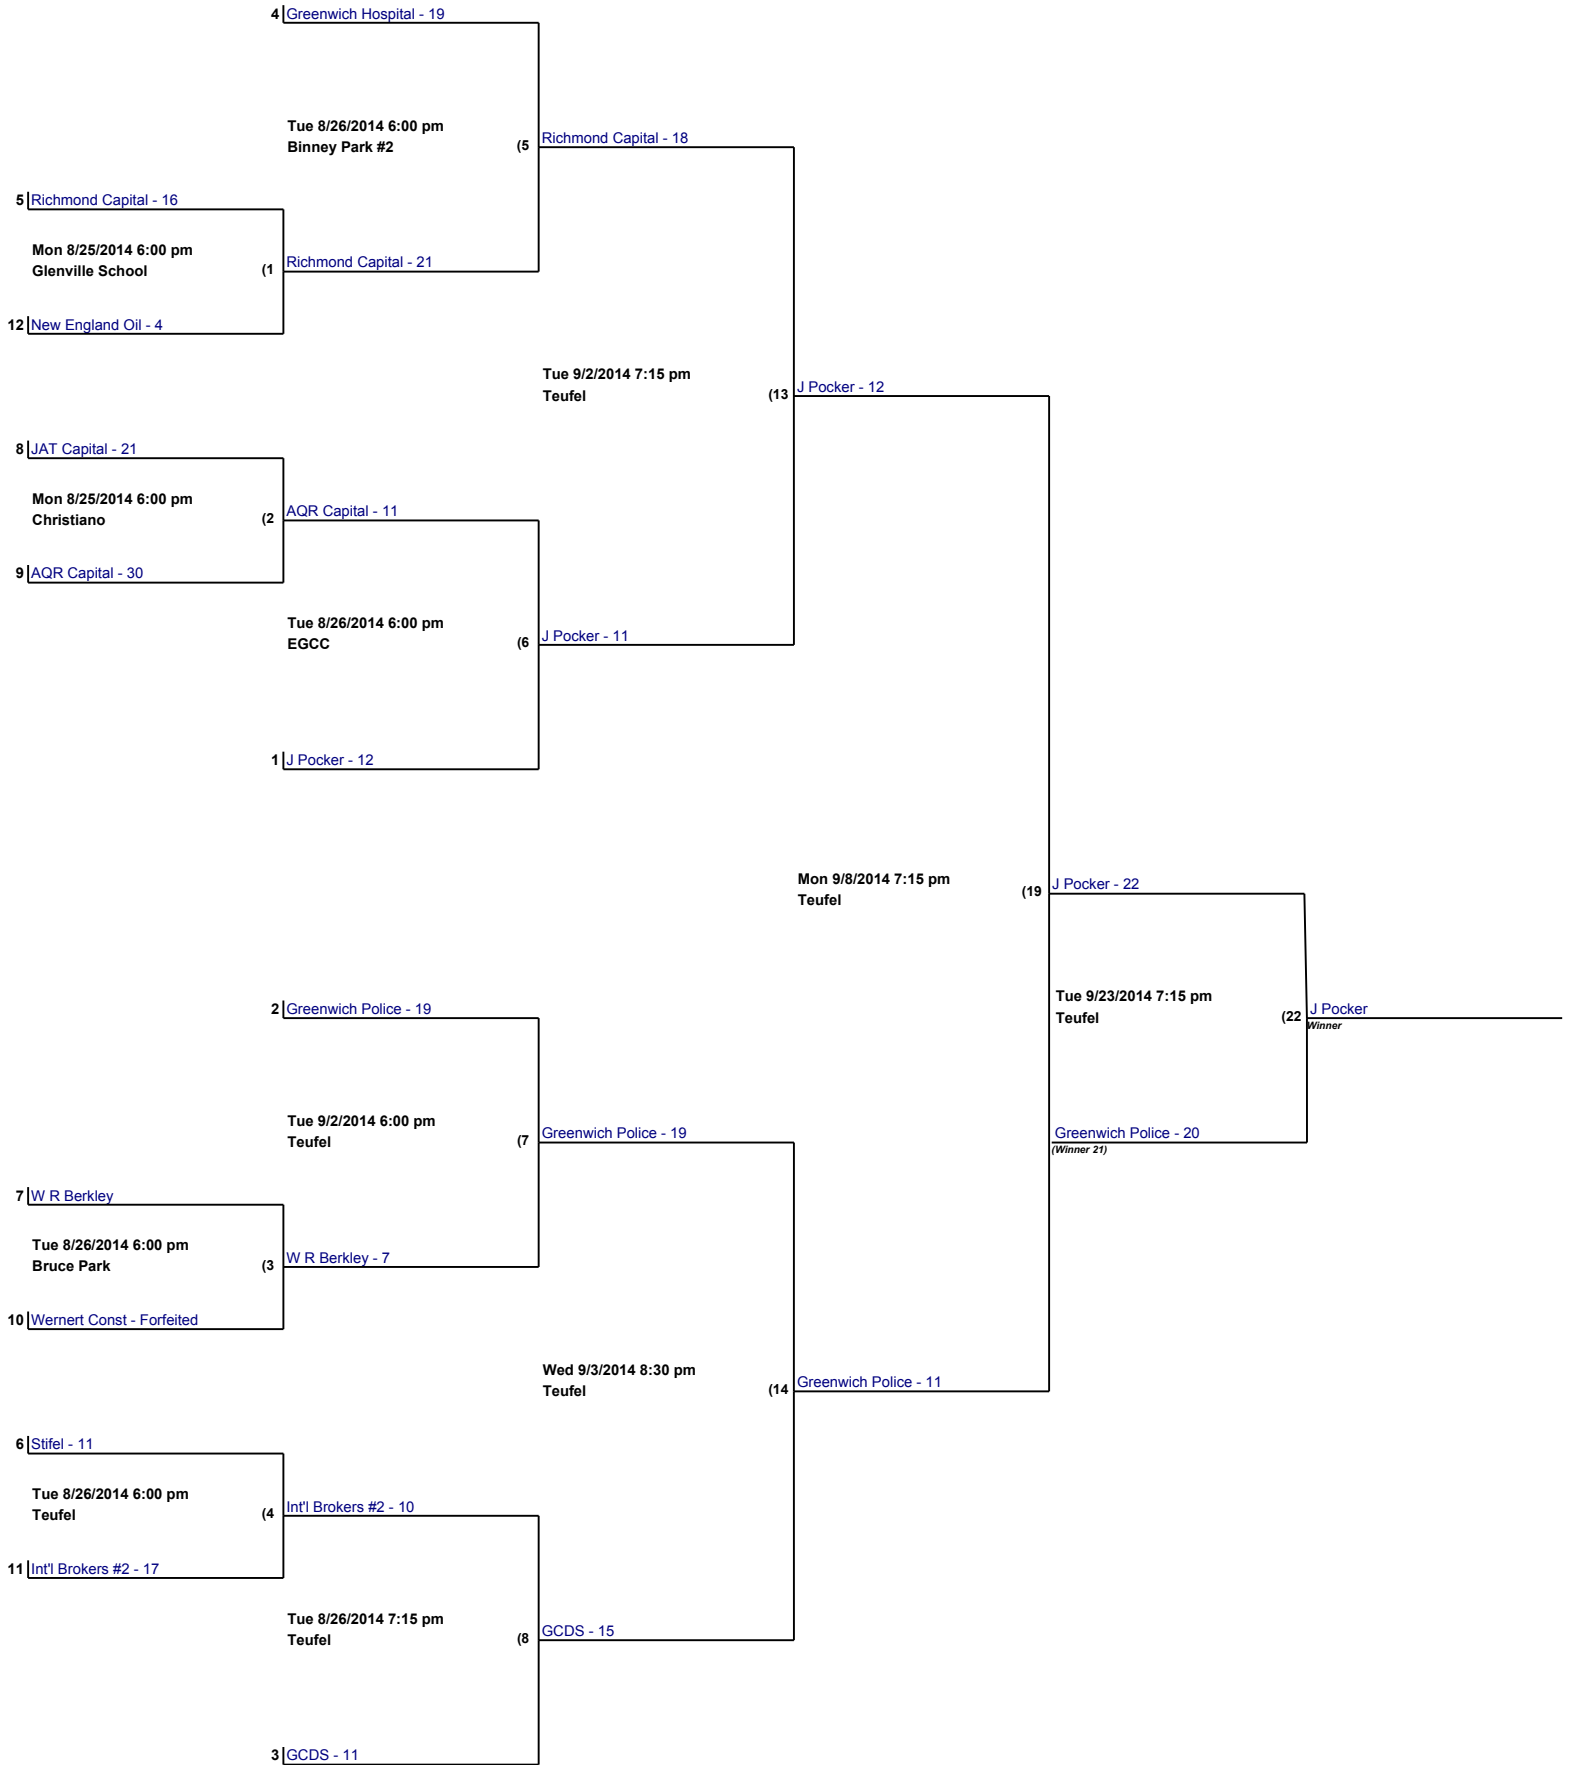 4 Greenwich Hospital - 19
Tue 8/26/2014 6:00 pm
Binney Park #2 (5
Richmond Capital - 18
5 Richmond Capital - 16
Mon 8/25/2014 6:00 pm
Glenville School (1
Richmond Capital - 21
12 New England Oil - 4
Tue 9/2/2014 7:15 pm
Teufel (13
J Pocker - 12
8 JAT Capital - 21
Mon 8/25/2014 6:00 pm
Christiano (2
AQR Capital - 11
9 AQR Capital - 30
Tue 8/26/2014 6:00 pm
EGCC (6
J Pocker - 11
1 J Pocker - 12
Mon 9/8/2014 7:15 pm
Teufel (19
J Pocker - 22
2 Greenwich Police - 19
Tue 9/23/2014 7:15 pm
Teufel (22
J Pocker
Winner
Tue 9/2/2014 6:00 pm
Teufel (7
Greenwich Police - 19
Greenwich Police - 20
(Winner 21)
7 W R Berkley
Tue 8/26/2014 6:00 pm
Bruce Park (3
W R Berkley - 7
10 Wernert Const - Forfeited
Wed 9/3/2014 8:30 pm
Teufel (14
Greenwich Police - 11
6 Stifel - 11
Tue 8/26/2014 6:00 pm
Teufel (4
Int'l Brokers #2 - 10
11 Int'l Brokers #2 - 17
Tue 8/26/2014 7:15 pm
Teufel (8
GCDS - 15
3 GCDS - 11